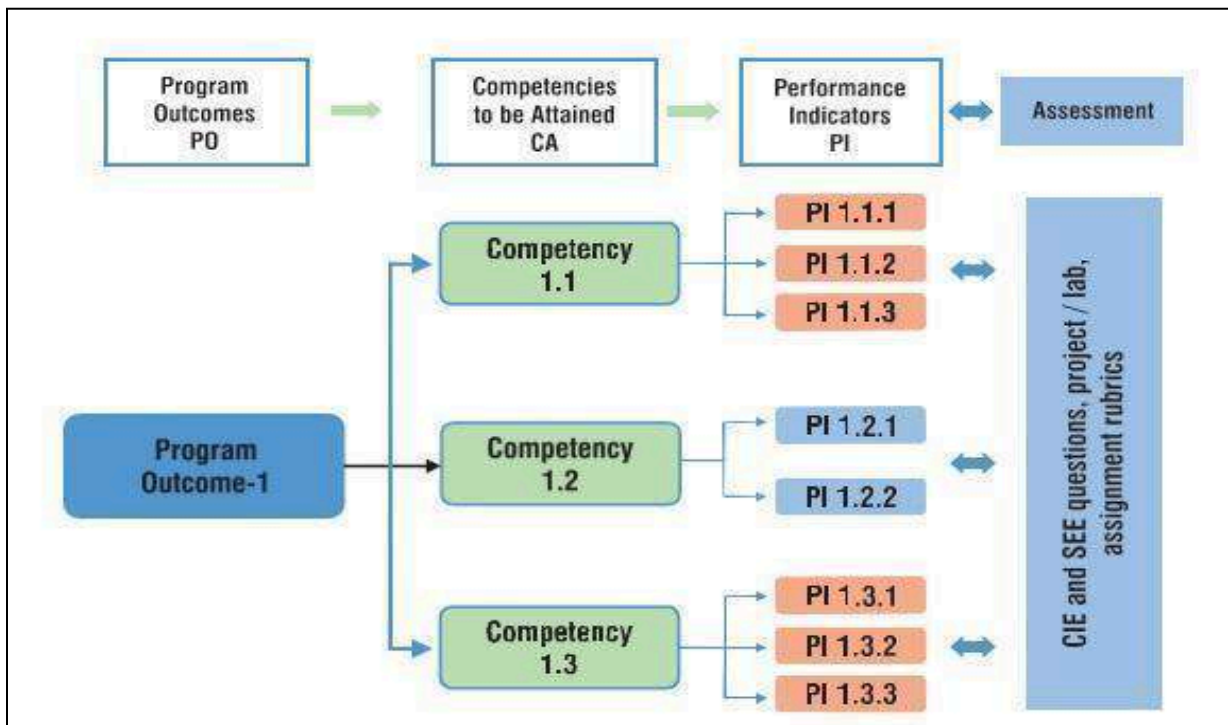 Program
Outcomes
PO
Competencies
to be Attained
CA
Performance
Indicators
PI
Assessment
Program
Outcome-1
Competency
1.1
PI 1.1.1
PI 1.1.2
PI 1.1.3
Competency
1.2
PI 1.2.1
PI 1.2.2
Competency
1.3
PI 1.3.1
PI 1.3.2
PI 1.3.3
CIE and SEE questions, project / lab,
assignment rubrics